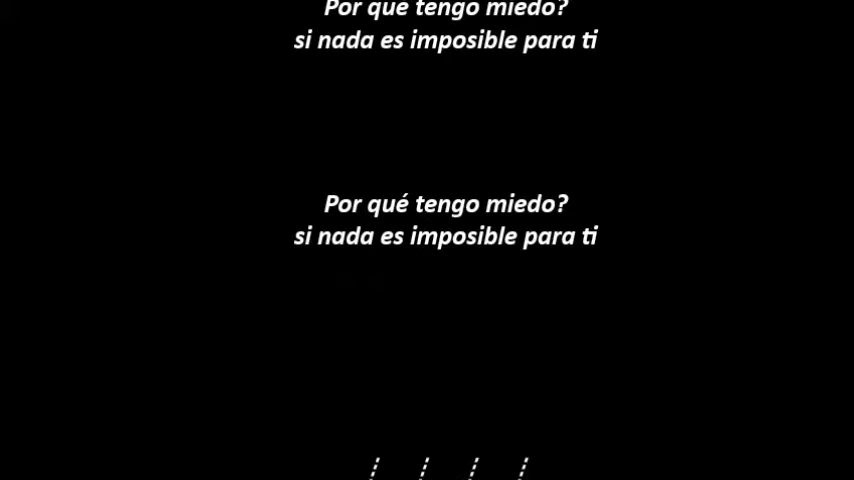 Por qué tengo miedo?
si nada es imposible para ti
Por qué tengo miedo?
si nada es imposible para ti
/ / / /